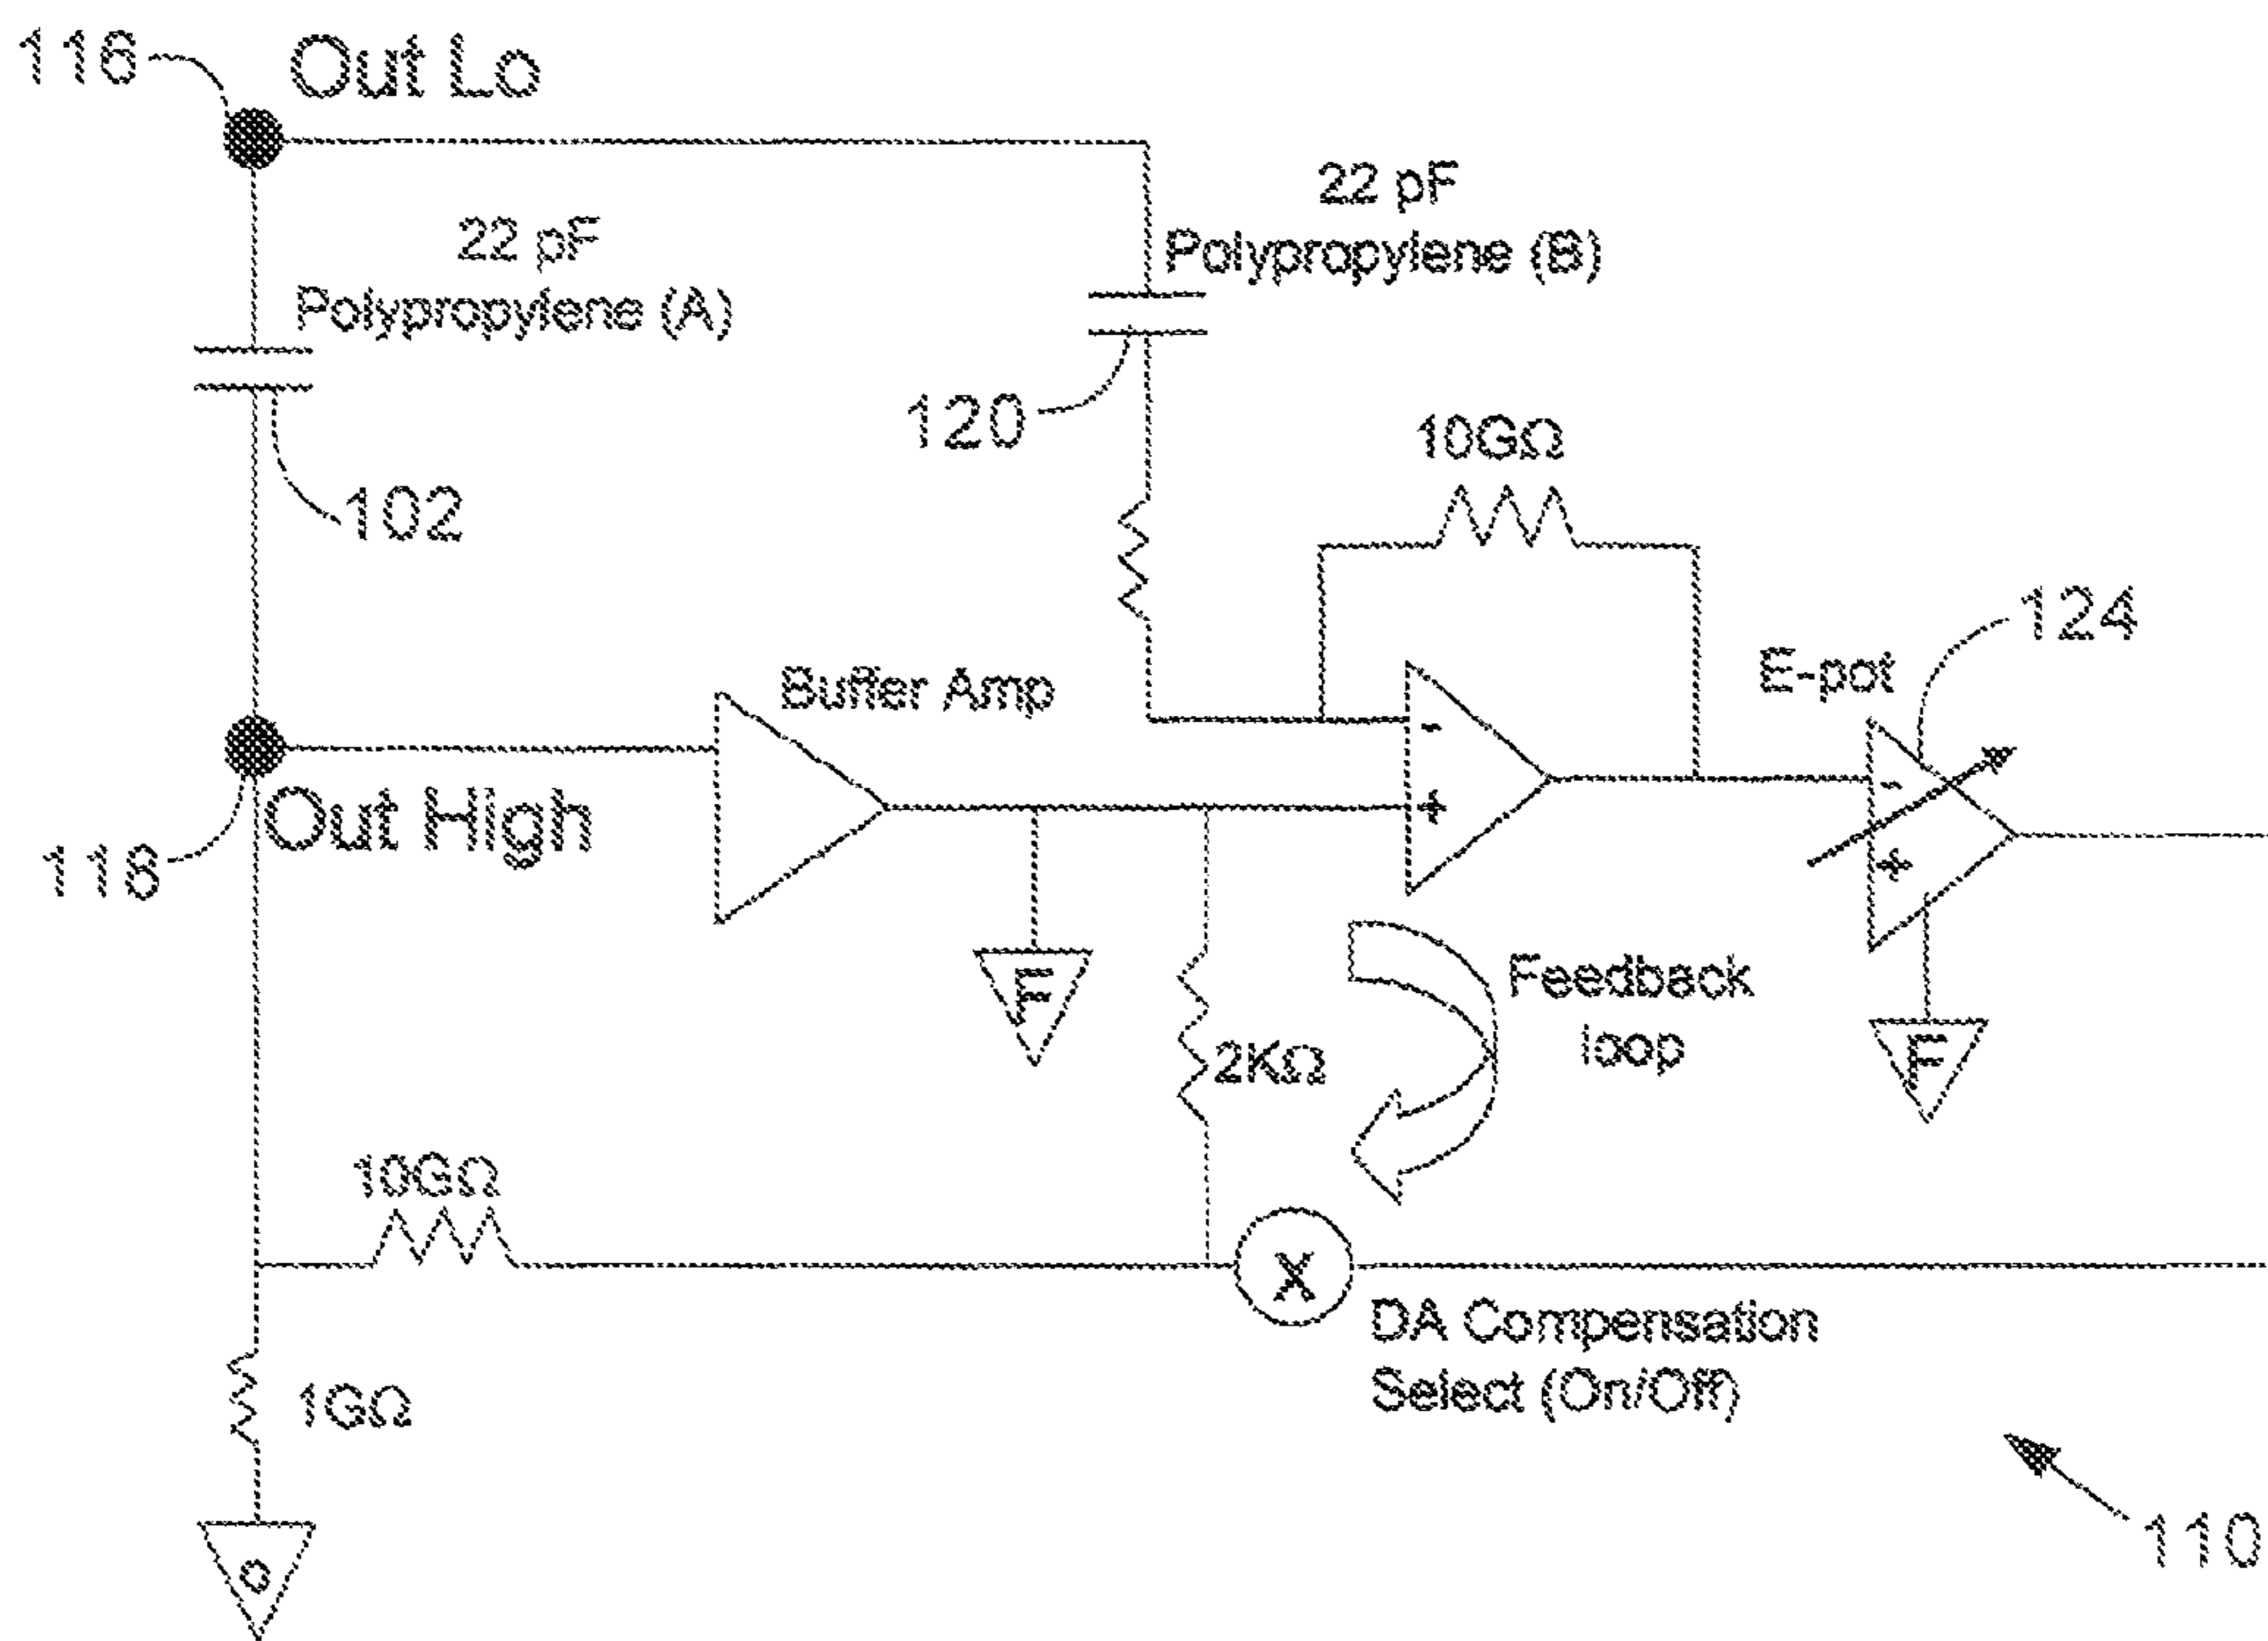 116
Out Lo
22 pF
Polypropylene (A)
22 pF
Polypropylene (B)
120
102
10GΩ
124
E-pot
Buffer Amp
-
+
-
+
Out High
118
F
F
Feedback
loop
2KΩ
10GΩ
X
DA Compensation
Select (On/Off)
1GΩ
110